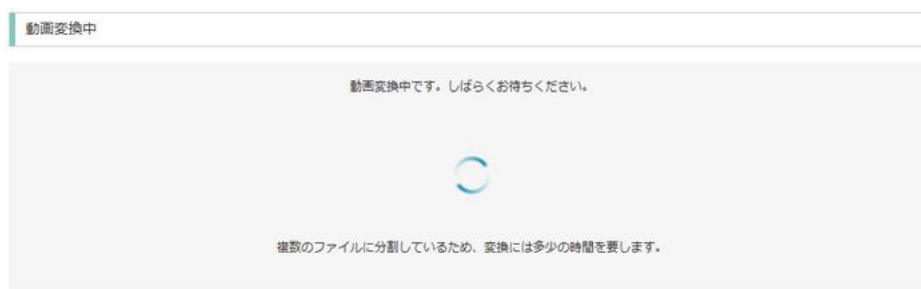 動画変換中
動画変換中です。しばらくお待ちください。
複数のファイルに分割しているため、変換には多少の時間を要します。